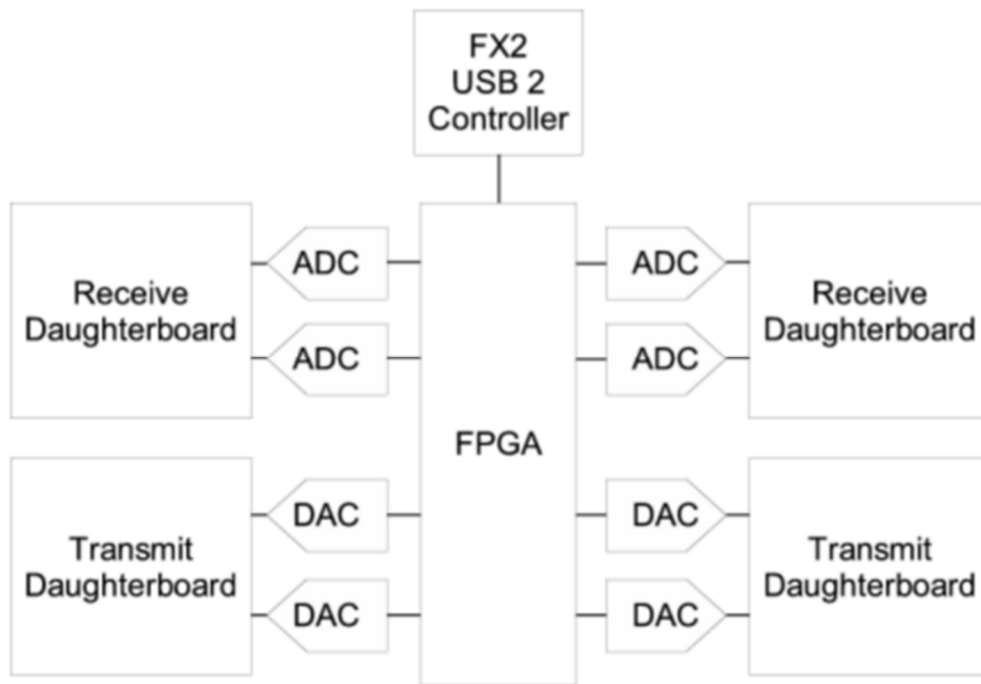 FX2
USB 2
Controller
ADC
ADC
Receive
Daughterboard
Receive
Daughterboard
ADC
ADC
FPGA
DAC
DAC
Transmit
Daughterboard
Transmit
Daughterboard
DAC
DAC